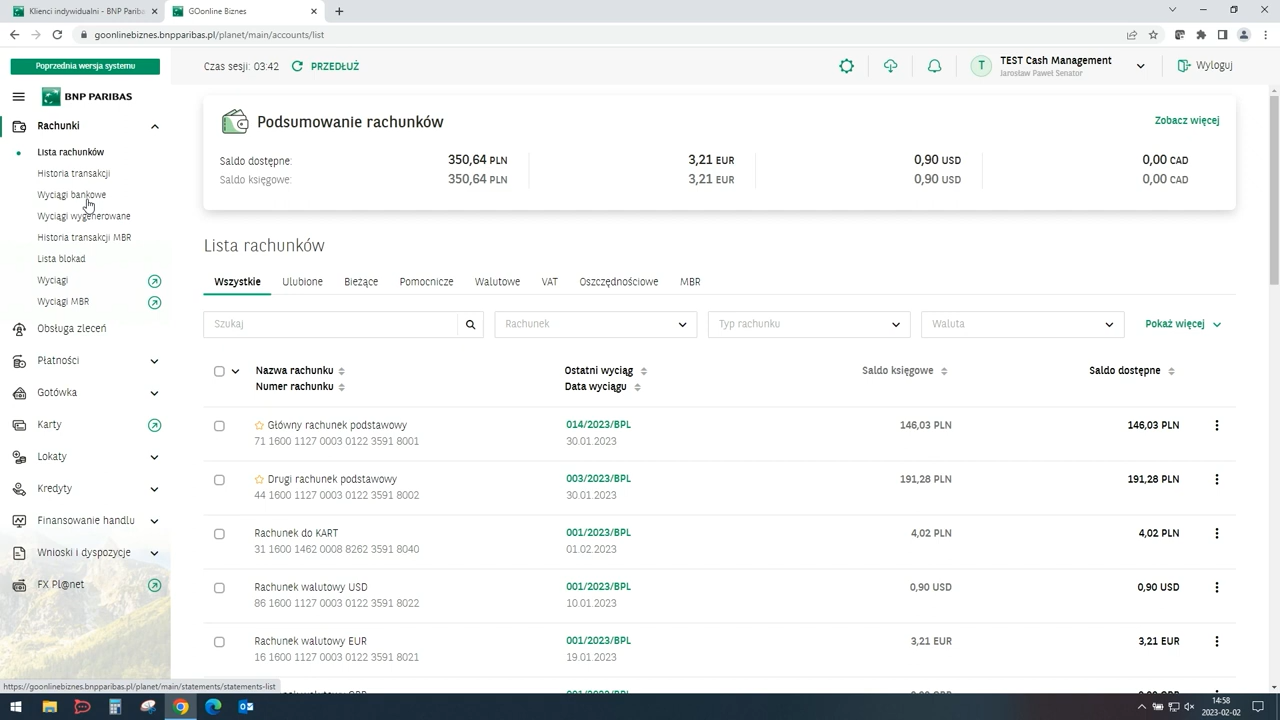 Klienci indywidualni - BNP Pariba
GOonline Biznes
goonlinebiznes.bnpparibas.pl/planet/main/accounts/list
Poprzednia wersja systemu
Czas sesji: 03:42
PRZEDŁUŻ
T
TEST Cash Management
Jarosław Paweł Senator
Wyloguj
BNP PARIBAS
Rachunki
Lista rachunków
Historia transakcji
Wyciągi bankowe
Wyciągi wygenerowane
Historia transakcji MBR
Lista blokad
Wyciągi
Wyciągi MBR
Obsługa zleceń
Płatności
Gotówka
Karty
Lokaty
Kredyty
Finansowanie handlu
Wnioski i dyspozycje
FX Pl@net
Podsumowanie rachunków
Zobacz więcej
Saldo dostępne: 350,64 PLN 3,21 EUR 0,90 USD 0,00 CAD
Saldo księgowe: 350,64 PLN 3,21 EUR 0,90 USD 0,00 CAD
Lista rachunków
Wszystkie Ulubione Bieżące Pomocnicze Walutowe VAT Oszczędnościowe MBR
Szukaj Rachunek Typ rachunku Waluta Pokaż więcej
Nazwa rachunku Ostatni wyciąg Saldo księgowe Saldo dostępne
Numer rachunku Data wyciągu
Główny rachunek podstawowy 014/2023/BPL 146,03 PLN 146,03 PLN
71 1600 1127 0003 0122 3591 8001 30.01.2023
Drugi rachunek podstawowy 003/2023/BPL 191,28 PLN 191,28 PLN
44 1600 1127 0003 0122 3591 8002 30.01.2023
Rachunek do KART 001/2023/BPL 4,02 PLN 4,02 PLN
31 1600 1462 0008 8262 3591 8040 01.02.2023
Rachunek walutowy USD 001/2023/BPL 0,90 USD 0,90 USD
86 1600 1127 0003 0122 3591 8022 10.01.2023
Rachunek walutowy EUR 001/2023/BPL 3,21 EUR 3,21 EUR
16 1600 1127 0003 0122 3591 8021 19.01.2023
https://goonlinebiznes.bnpparibas.pl/planet/main/statements/statements-list
14:58
2023-02-02